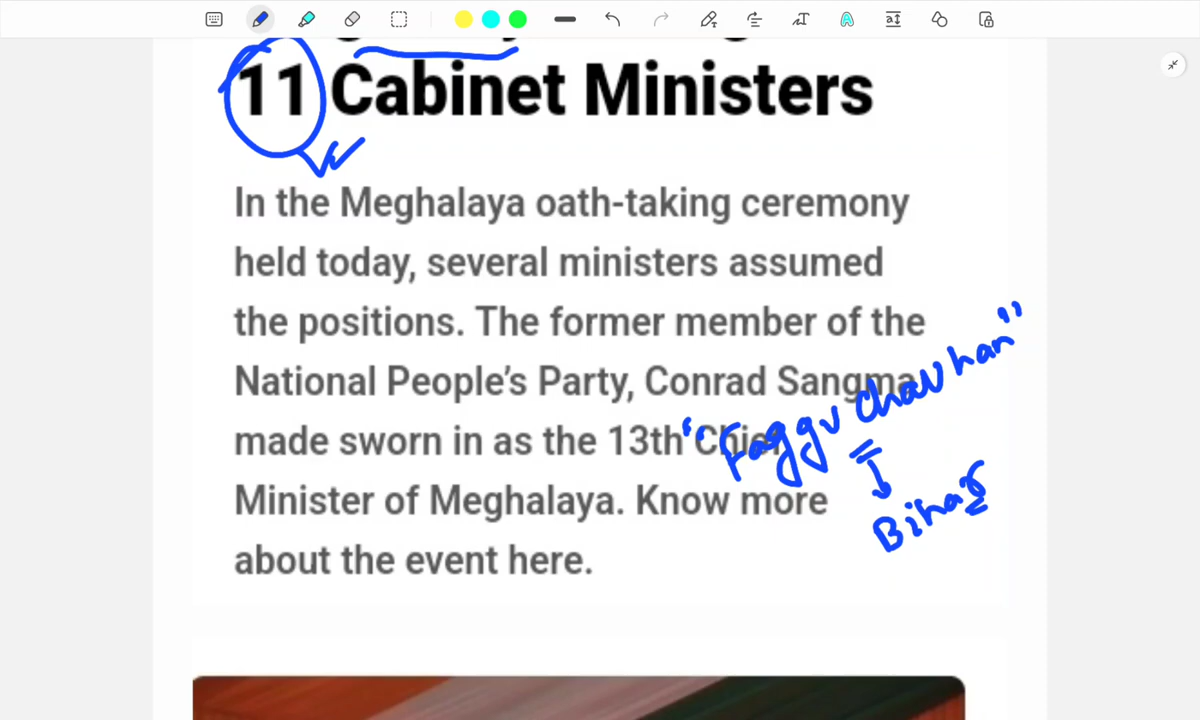 11 Cabinet Ministers
In the Meghalaya oath-taking ceremony
held today, several ministers assumed
the positions. The former member of the
National People's Party, Conrad Sangma
made sworn in as the 13th Chief
Minister of Meghalaya. Know more
about the event here.
"Faggu Chauhan"
Bihar